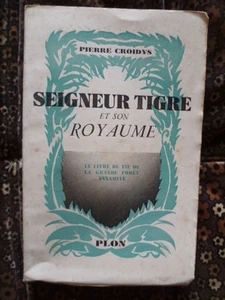 PIERRE CROIDYS
SEIGNEUR TIGRE
ET SON
ROYAUME
LE LIVRE DE VIE DE
LA GRANDE FORÊT
ANNAMITE
PLON